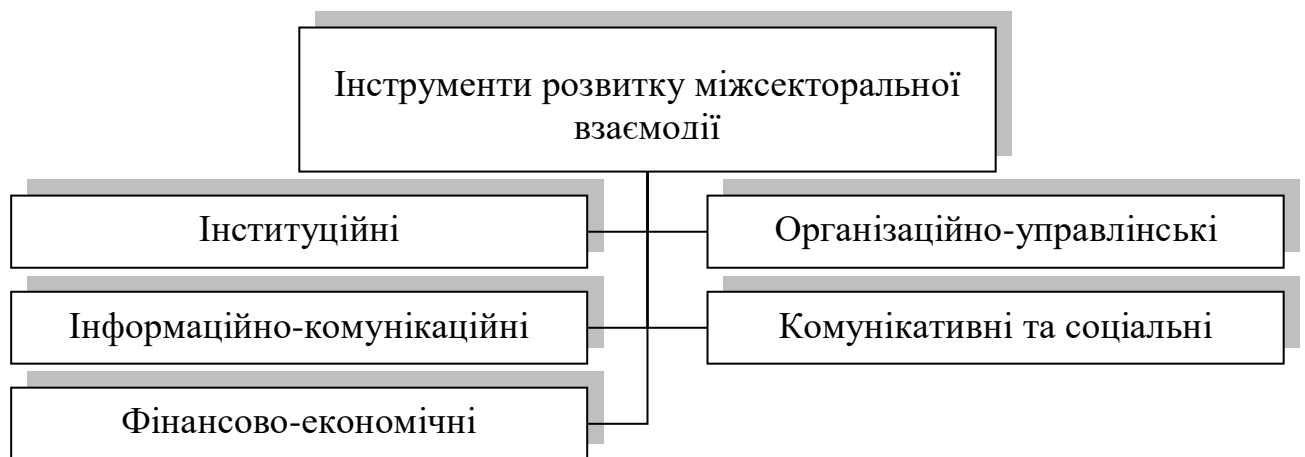 Інструменти розвитку міжсекторальної
взаємодії
Інституційні
Організаційно-управлінські
Інформаційно-комунікаційні
Комунікативні та соціальні
Фінансово-економічні